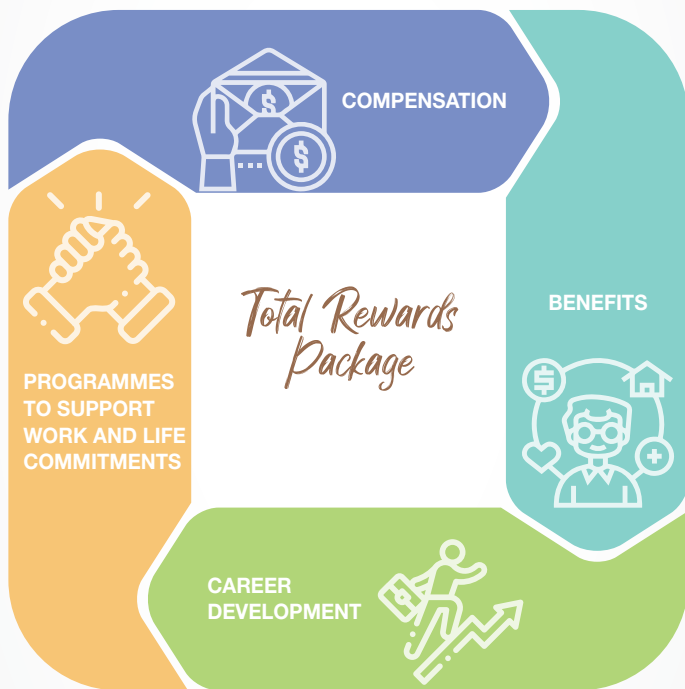 COMPENSATION
BENEFITS
Total Rewards
Package
PROGRAMMES
TO SUPPORT
WORK AND LIFE
COMMITMENTS
CAREER
DEVELOPMENT